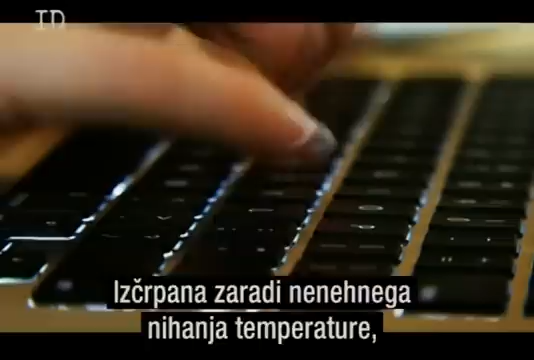 ID
Izčrpana zaradi nenehnega
nihanja temperature,